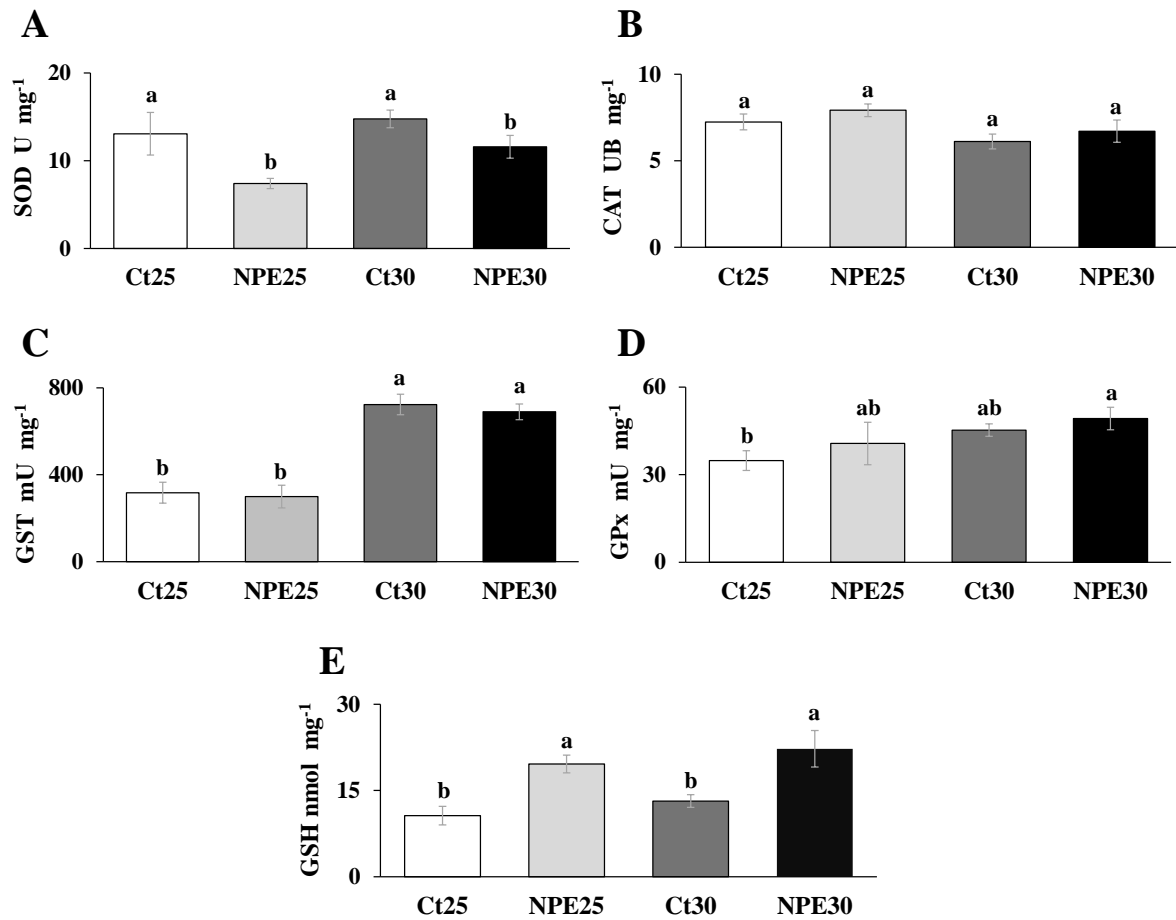 A
SOD U mg-1
20
10
0
a
b
a
b
Ct25 NPE25 Ct30 NPE30
B
CAT UB mg-1
10
5
0
a
a
a
a
Ct25 NPE25 Ct30 NPE30
C
GST mU mg-1
800
400
0
b
b
a
a
Ct25 NPE25 Ct30 NPE30
D
GPx mU mg-1
60
30
0
b
ab
ab
a
Ct25 NPE25 Ct30 NPE30
E
GSH nmol mg-1
30
15
0
b
a
b
a
Ct25 NPE25 Ct30 NPE30